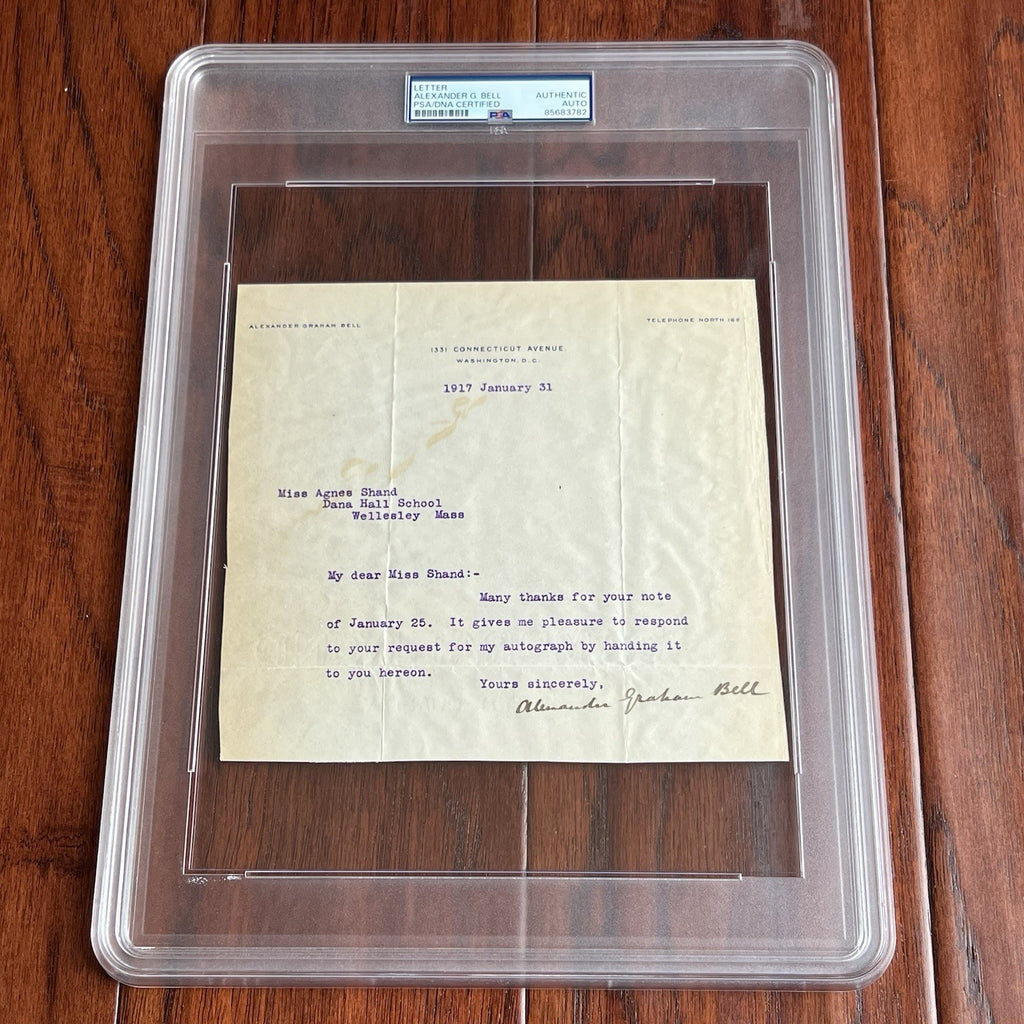 LETTER
ALEXANDER G. BELL
PSA/DNA CERTIFIED
AUTHENTIC
AUTO
85683782
PSA
PSA
ALEXANDER GRAHAM BELL
TELEPHONE NORTH 168
1331 CONNECTICUT AVENUE.
WASHINGTON, D.C.
1917 January 31
Miss Agnes Shand
Dana Hall School
Wellesley Mass
My dear Miss Shand:-
Many thanks for your note
of January 25. It gives me pleasure to respond
to your request for my autograph by handing it
to you hereon.
Yours sincerely,
Alexander Graham Bell